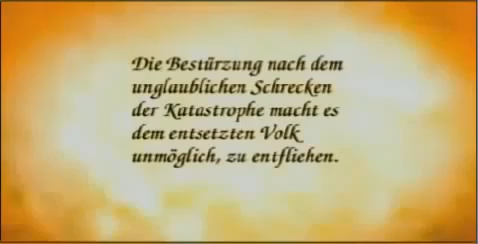 Die Bestürzung nach dem
unglaublichen Schrecken
der Katastrophe macht es
dem entsetzten Volk
unmöglich, zu entfliehen.